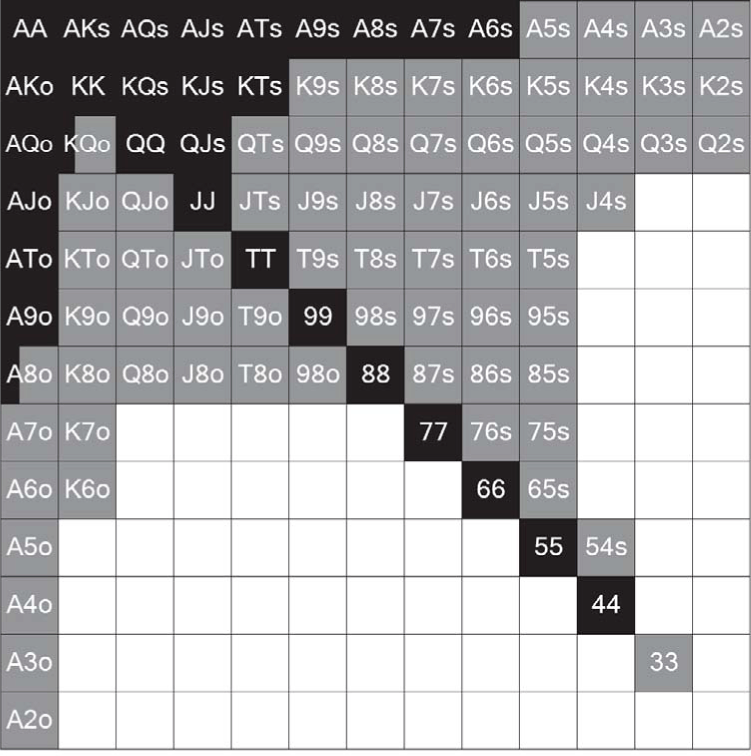 AA AKs AQs AJs ATs A9s A8s A7s A6s A5s A4s A3s A2s
AKo KK KQs KJs KTs K9s K8s K7s K6s K5s K4s K3s K2s
AQo KQo QQ QJs QTs Q9s Q8s Q7s Q6s Q5s Q4s Q3s Q2s
AJo KJo QJo JJ JTs J9s J8s J7s J6s J5s J4s
ATo KTo QTo JTo TT T9s T8s T7s T6s T5s
A9o K9o Q9o J9o T9o 99 98s 97s 96s 95s
A8o K8o Q8o J8o T8o 98o 88 87s 86s 85s
A7o K7o 77 76s 75s
A6o K6o 66 65s
A5o 55 54s
A4o 44
A3o 33
A2o